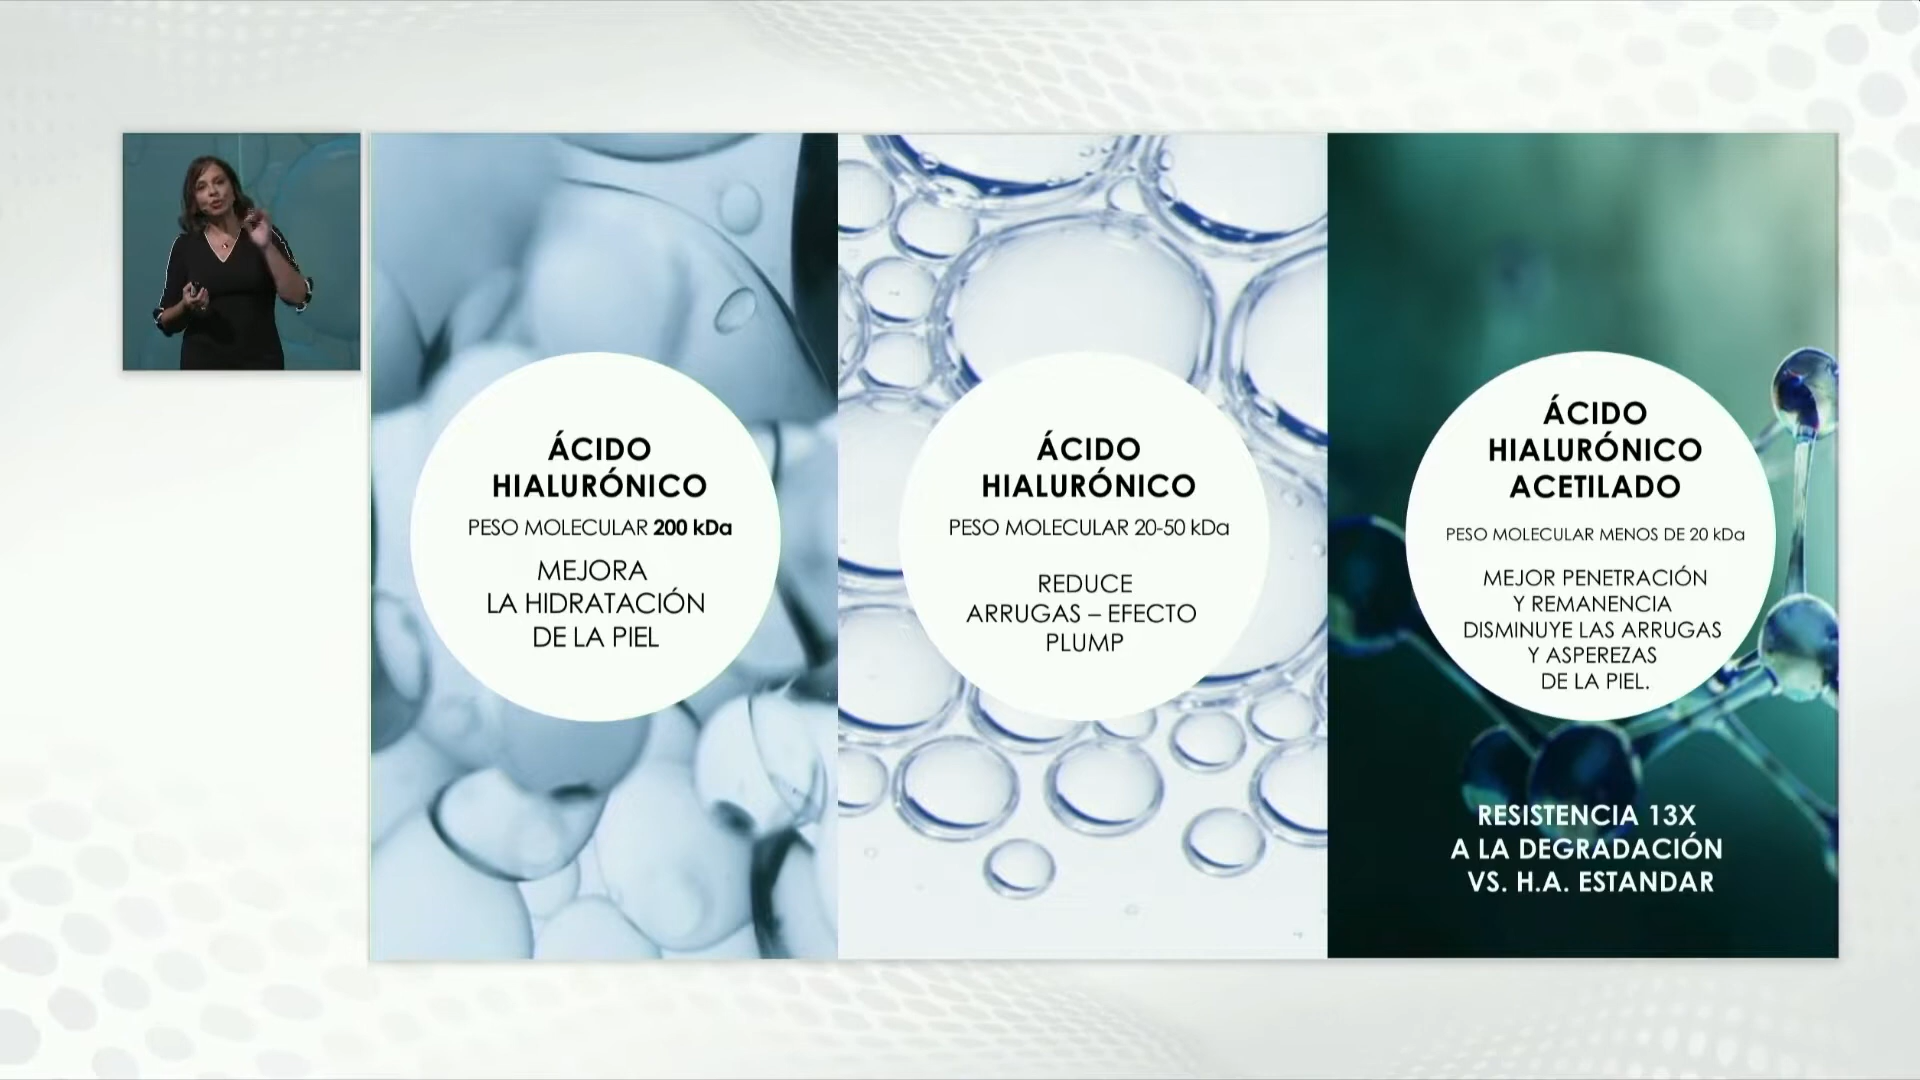 ÁCIDO
HIALURÓNICO
PESO MOLECULAR 200 kDa
MEJORA
LA HIDRATACIÓN
DE LA PIEL
ÁCIDO
HIALURÓNICO
PESO MOLECULAR 20-50 kDa
REDUCE
ARRUGAS – EFECTO
PLUMP
ÁCIDO
HIALURÓNICO
ACETILADO
PESO MOLECULAR MENOS DE 20 kDa
MEJOR PENETRACIÓN
Y REMANENCIA
DISMINUYE LAS ARRUGAS
Y ASPEREZAS
DE LA PIEL.
RESISTENCIA 13X
A LA DEGRADACIÓN
VS. H.A. ESTANDAR